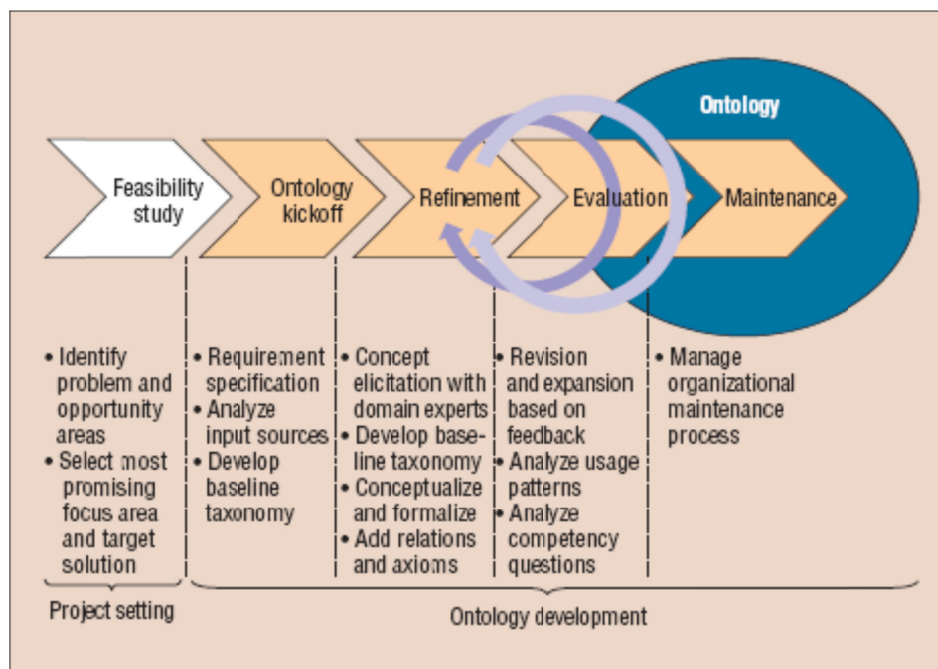 Ontology
Feasibility
study
Ontology
kickoff
Refinement
Evaluation
Maintenance
• Identify
problem and
opportunity
areas
• Select most
promising
focus area
and target
solution
• Requirement
specification
• Analyze
input sources
• Develop
baseline
taxonomy
• Concept
elicitation with
domain experts
• Develop base-
line taxonomy
• Conceptualize
and formalize
• Add relations
and axioms
• Revision
and expansion
based on
feedback
• Analyze usage
patterns
• Analyze
competency
questions
• Manage
organizational
maintenance
process
Project setting
Ontology development